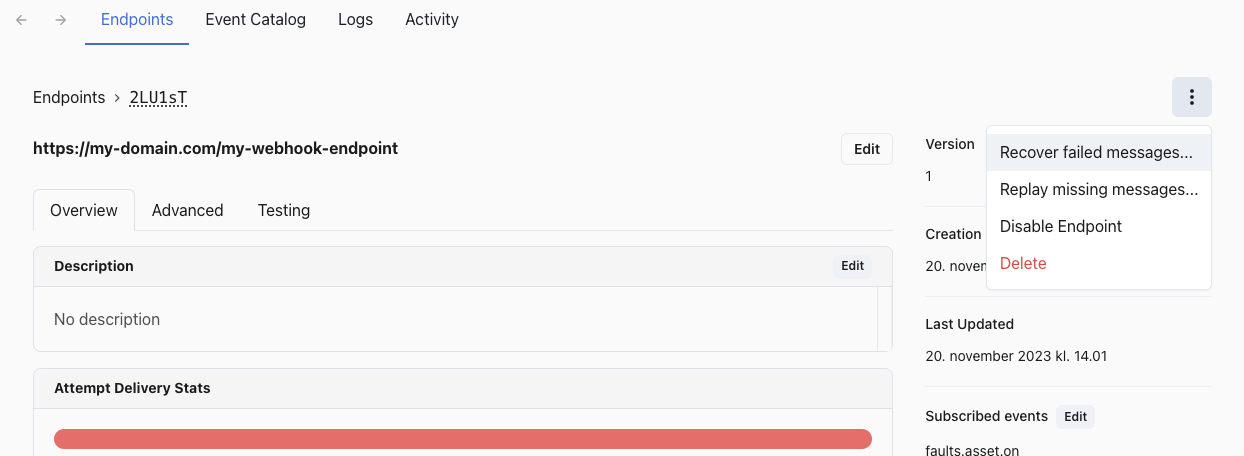 Endpoints Event Catalog Logs Activity
Endpoints > 2LU1sT
https://my-domain.com/my-webhook-endpoint
Edit
Overview Advanced Testing
Description
Edit
No description
Attempt Delivery Stats
Version
1
Creation
20. noven
Recover failed messages...
Replay missing messages...
Disable Endpoint
Delete
Last Updated
20. november 2023 kl. 14.01
Subscribed events Edit
faults.asset.on